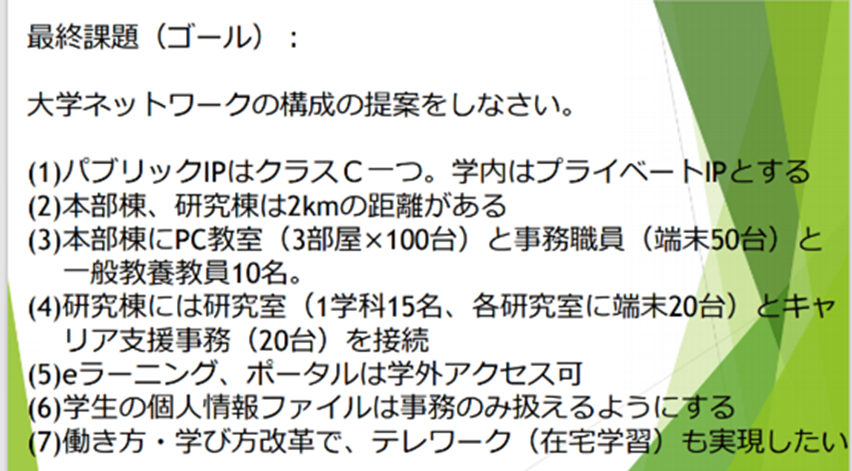 最終課題（ゴール）：
大学ネットワークの構成の提案をしなさい。
(1)パブリックIPはクラスＣ一つ。学内はプライベートIPとする
(2)本部棟、研究棟は2kmの距離がある
(3)本部棟にPC教室（3部屋×100台）と事務職員（端末50台）と
一般教養教員10名。
(4)研究棟には研究室（1学科15名、各研究室に端末20台）とキャ
リア支援事務（20台）を接続
(5)eラーニング、ポータルは学外アクセス可
(6)学生の個人情報ファイルは事務のみ扱えるようにする
(7)働き方・学び方改革で、テレワーク（在宅学習）も実現したい